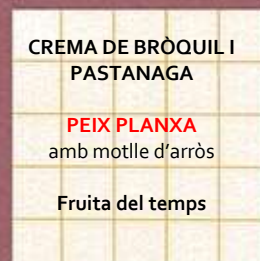 CREMA DE BRÒQUIL I
PASTANAGA
PEIX PLANXA
amb motlle d'arròs
Fruita del temps